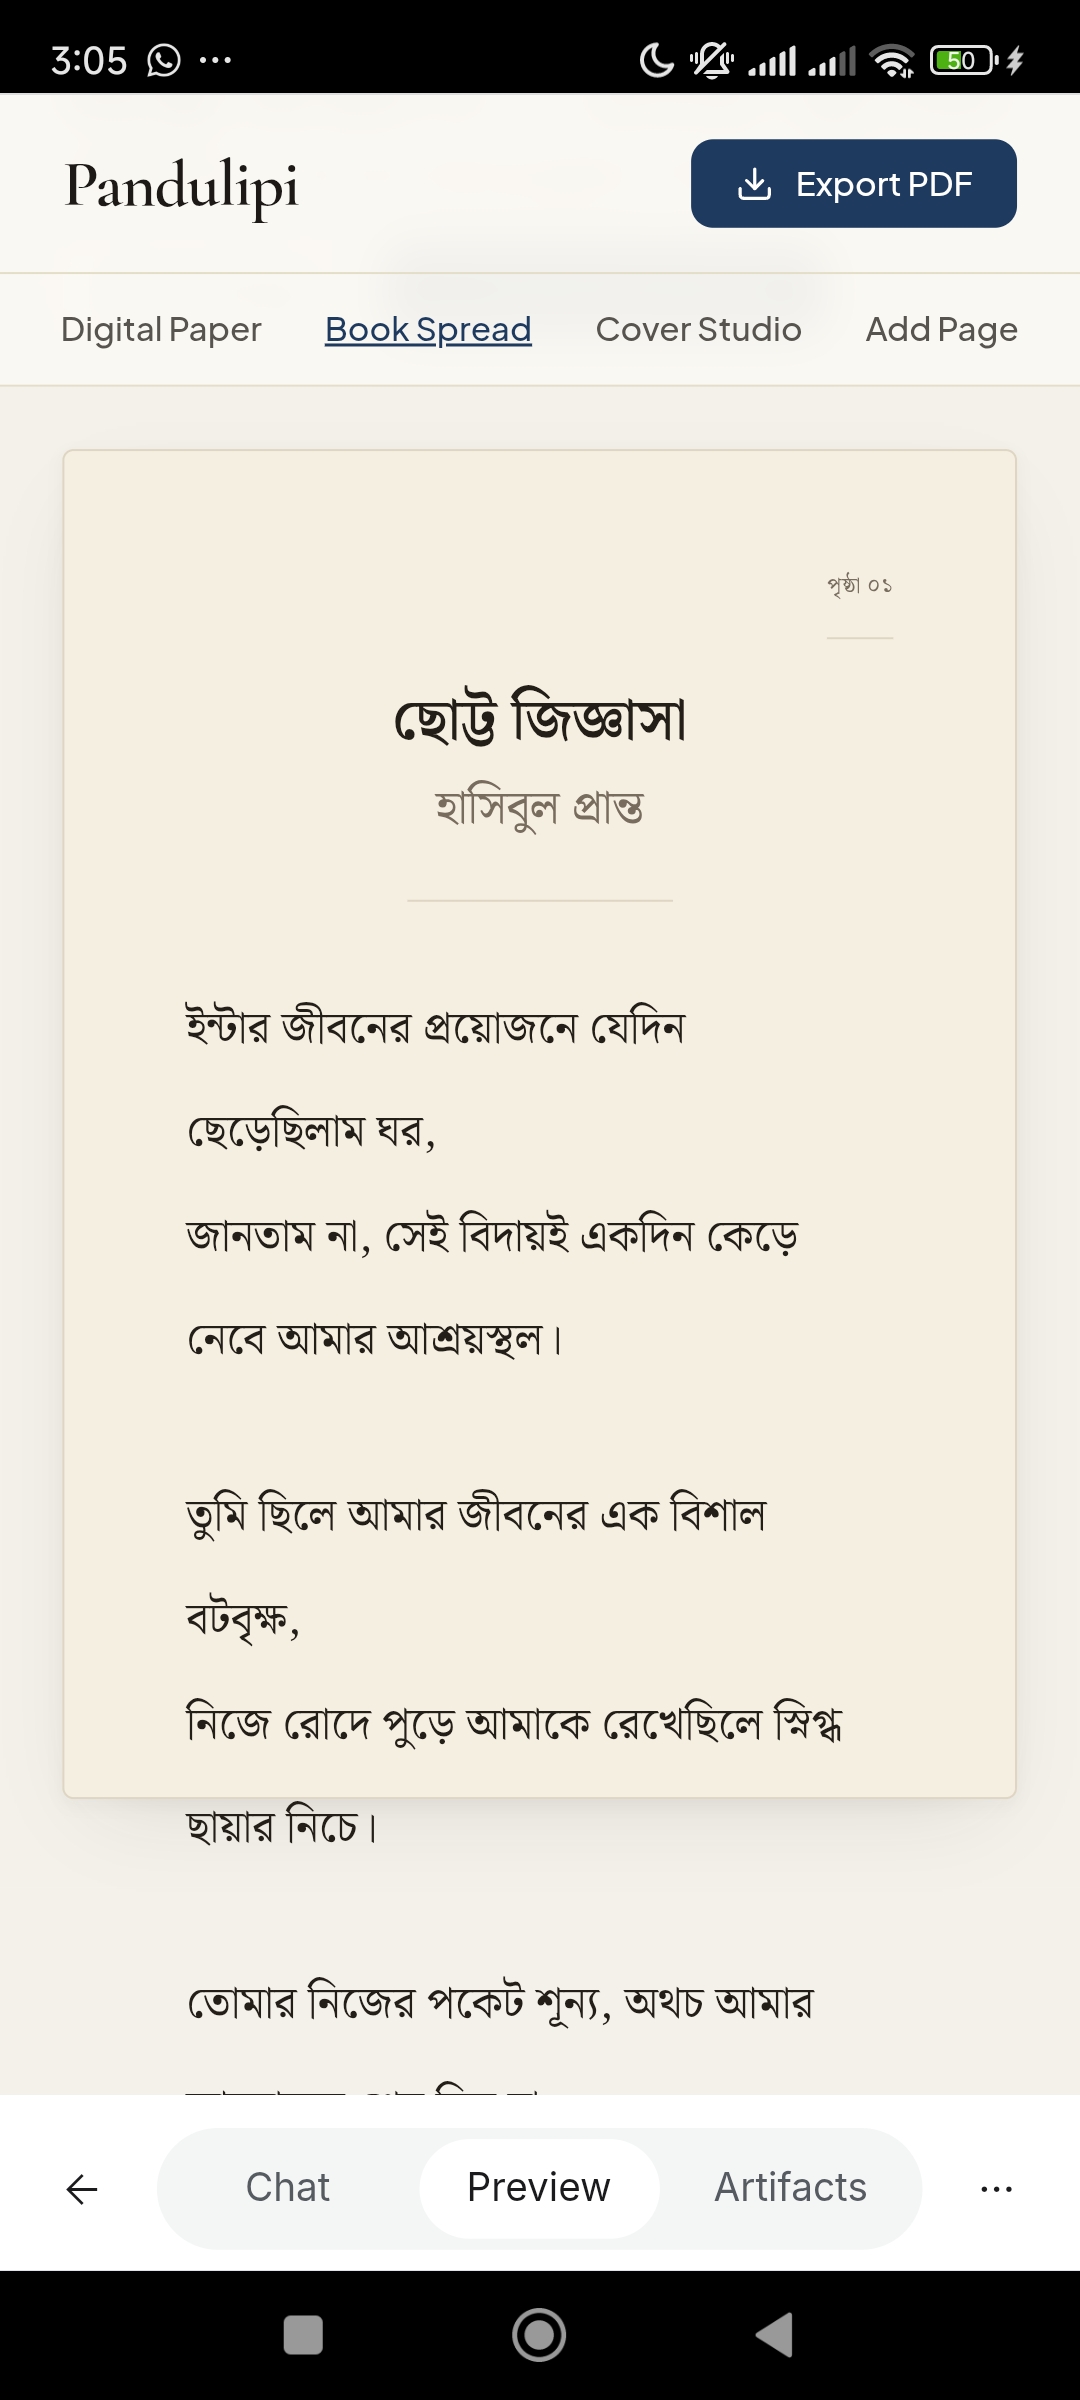 3:05
50
Pandulipi
Export PDF
Digital Paper Book Spread Cover Studio Add Page
পৃষ্ঠা ০১
ছোট্ট জিজ্ঞাসা
হাসিবুল প্রান্ত
ইন্টার জীবনের প্রয়োজনে যেদিন
ছেড়েছিলাম ঘর,
জানতাম না, সেই বিদায়ই একদিন কেড়ে
নেবে আমার আশ্রয়স্থল।
তুমি ছিলে আমার জীবনের এক বিশাল
বটবৃক্ষ,
নিজে রোদে পুড়ে আমাকে রেখেছিলে স্নিগ্ধ
ছায়ার নিচে।
তোমার নিজের পকেট শূন্য, অথচ আমার
Chat Preview Artifacts